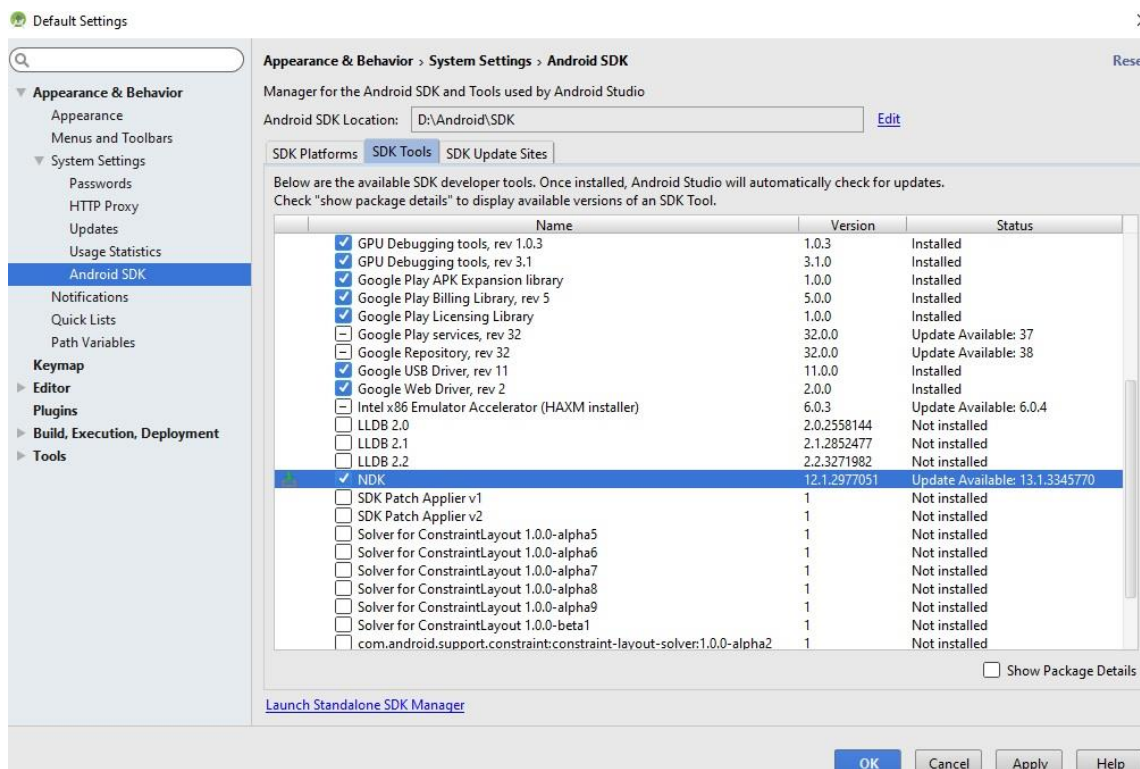 Default Settings
Appearance & Behavior
Appearance
Menus and Toolbars
System Settings
Passwords
HTTP Proxy
Updates
Usage Statistics
Android SDK
Notifications
Quick Lists
Path Variables
Keymap
Editor
Plugins
Build, Execution, Deployment
Tools
Appearance & Behavior › System Settings › Android SDK
Rese
Manager for the Android SDK and Tools used by Android Studio
Android SDK Location: D:\Android\SDK Edit
SDK Platforms SDK Tools SDK Update Sites
Below are the available SDK developer tools. Once installed, Android Studio will automatically check for updates.
Check "show package details" to display available versions of an SDK Tool.
Name Version Status
GPU Debugging tools, rev 1.0.3 1.0.3 Installed
GPU Debugging tools, rev 3.1 3.1.0 Installed
Google Play APK Expansion library 1.0.0 Installed
Google Play Billing Library, rev 5 5.0.0 Installed
Google Play Licensing Library 1.0.0 Installed
Google Play services, rev 32 32.0.0 Update Available: 37
Google Repository, rev 32 32.0.0 Update Available: 38
Google USB Driver, rev 11 11.0.0 Installed
Google Web Driver, rev 2 2.0.0 Installed
Intel x86 Emulator Accelerator (HAXM installer) 6.0.3 Update Available: 6.0.4
LLDB 2.0 2.0.2558144 Not installed
LLDB 2.1 2.1.2852477 Not installed
LLDB 2.2 2.2.3271982 Not installed
NDK 12.1.2977051 Update Available: 13.1.3345770
SDK Patch Applier v1 1 Not installed
SDK Patch Applier v2 1 Not installed
Solver for ConstraintLayout 1.0.0-alpha5 1 Not installed
Solver for ConstraintLayout 1.0.0-alpha6 1 Not installed
Solver for ConstraintLayout 1.0.0-alpha7 1 Not installed
Solver for ConstraintLayout 1.0.0-alpha8 1 Not installed
Solver for ConstraintLayout 1.0.0-alpha9 1 Not installed
Solver for ConstraintLayout 1.0.0-beta1 1 Not installed
com.android.support.constraint:constraint-layout-solver:1.0.0-alpha2 1 Not installed
Show Package Details
Launch Standalone SDK Manager
OK Cancel Apply Help